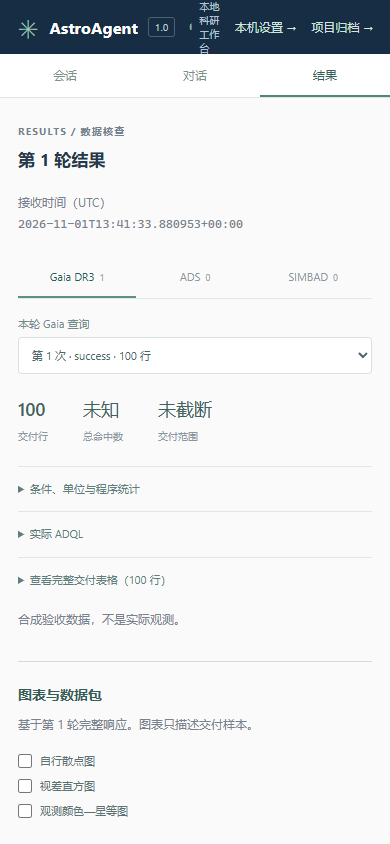 AstroAgent 1.0 本地科研工作台 本机设置 → 项目归档 →
会话 对话 结果
RESULTS / 数据核查
第 1 轮结果
接收时间（UTC）
2026-11-01T13:41:33.880953+00:00
Gaia DR3 1 ADS 0 SIMBAD 0
本轮 Gaia 查询
第 1 次 · success · 100 行
100 未知 未截断
交付行 总命中数 交付范围
▶ 条件、单位与程序统计
▶ 实际 ADQL
▶ 查看完整交付表格（100 行）
合成验收数据，不是实际观测。
图表与数据包
基于第 1 轮完整响应。图表只描述交付样本。
自行散点图
视差直方图
观测颜色—星等图